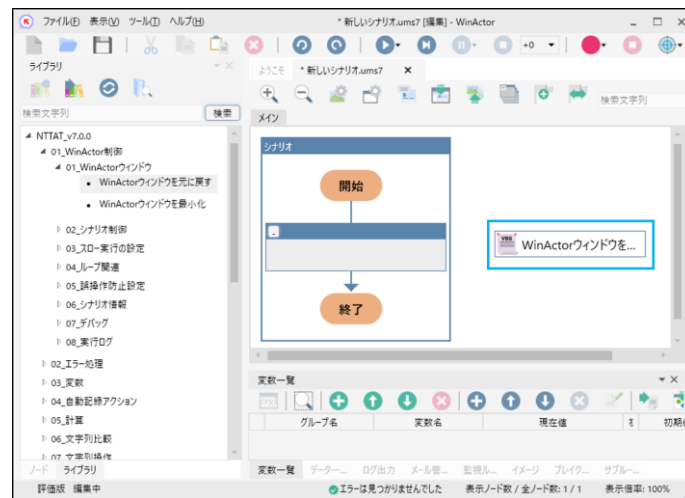 * 新しいシナリオ.ums7 [編集] - WinActor
ファイル(F) 表示(V) ツール(T) ヘルプ(H)
+0
ライブラリ
ようこそ
* 新しいシナリオ.ums7
検索文字列
検索
検索文字列
メイン
NTTAT_v7.0.0
01_WinActor制御
01_WinActorウィンドウ
WinActorウィンドウを元に戻す
WinActorウィンドウを最小化
02_シナリオ制御
03_スロー実行の設定
04_ループ関連
05_誤操作防止設定
06_シナリオ情報
07_デバッグ
08_実行ログ
02_エラー処理
03_変数
04_自動記録アクション
05_計算
06_文字列比較
07_文字列操作
シナリオ
開始
終了
VBS
WinActorウィンドウを...
変数一覧
グループ名 変数名 現在値 初期
ノード ライブラリ
変数一覧 データ... ログ出力 メール管... 監視ル... イメージ ブレイク... サブルー...
評価版 編集中
エラーは見つかりませんでした
表示ノード数 / 全ノード数: 1 / 1
表示倍率: 100%